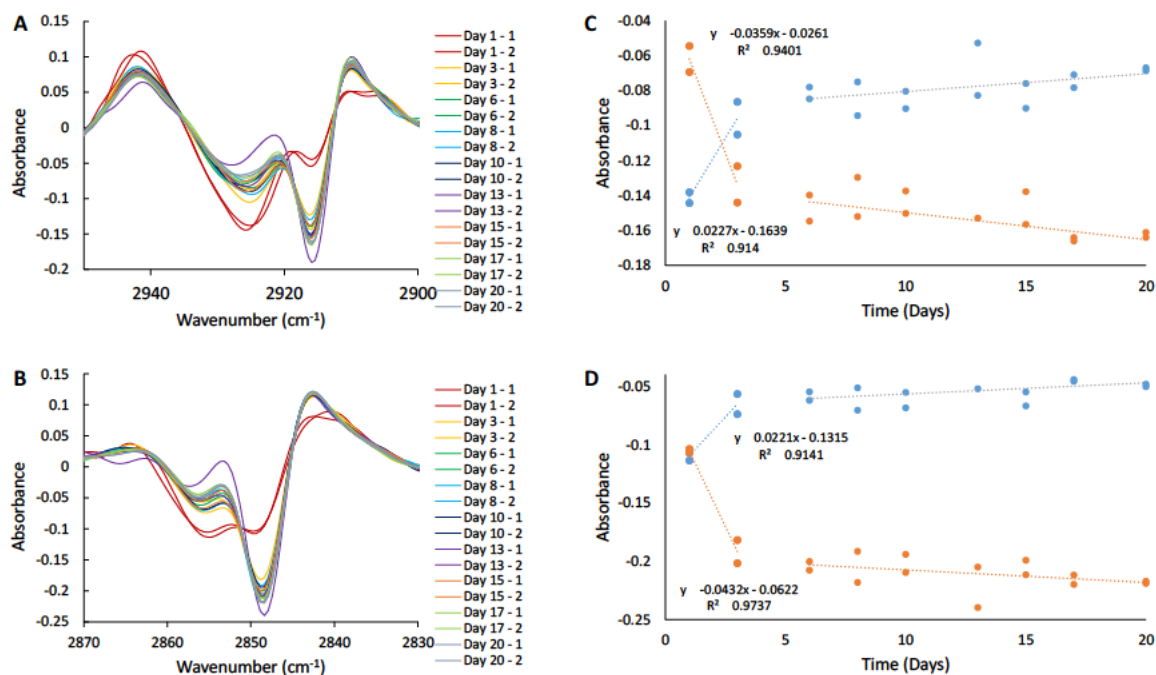 A
Absorbance
0.15
0.1
0.05
0
-0.05
-0.1
-0.15
-0.2
2940
2920
2900
Wavenumber (cm⁻¹)
Day 1 - 1
Day 1 - 2
Day 3 - 1
Day 3 - 2
Day 6 - 1
Day 6 - 2
Day 8 - 1
Day 8 - 2
Day 10 - 1
Day 10 - 2
Day 13 - 1
Day 13 - 2
Day 15 - 1
Day 15 - 2
Day 17 - 1
Day 17 - 2
Day 20 - 1
Day 20 - 2
C
Absorbance
-0.04
-0.06
-0.08
-0.1
-0.12
-0.14
-0.16
-0.18
y -0.0359x - 0.0261
R² 0.9401
y 0.0227x - 0.1639
R² 0.914
0
5
10
15
20
Time (Days)
B
Absorbance
0.15
0.1
0.05
0
-0.05
-0.1
-0.15
-0.2
-0.25
2870
2860
2850
2840
2830
Wavenumber (cm⁻¹)
Day 1 - 1
Day 1 - 2
Day 3 - 1
Day 3 - 2
Day 6 - 1
Day 6 - 2
Day 8 - 1
Day 8 - 2
Day 10 - 1
Day 10 - 2
Day 13 - 1
Day 13 - 2
Day 15 - 1
Day 15 - 2
Day 17 - 1
Day 17 - 2
Day 20 - 1
Day 20 - 2
D
Absorbance
-0.05
-0.1
-0.15
-0.2
-0.25
y 0.0221x - 0.1315
R² 0.9141
y -0.0432x - 0.0622
R² 0.9737
0
5
10
15
20
Time (Days)